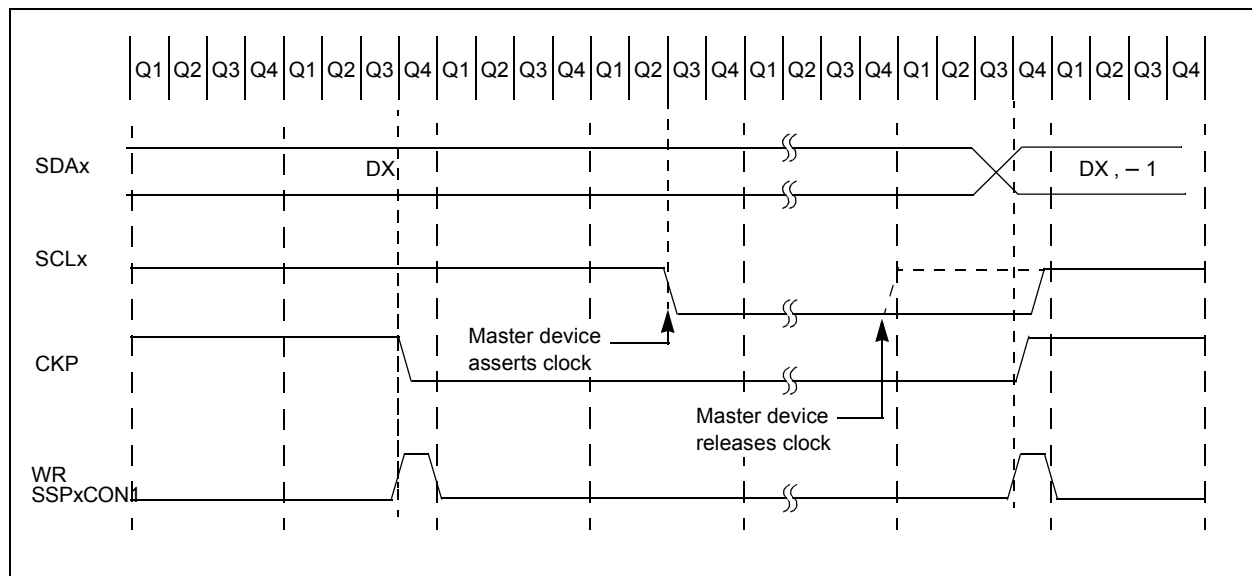 Q1 Q2 Q3 Q4 Q1 Q2 Q3 Q4 Q1 Q2 Q3 Q4 Q1 Q2 Q3 Q4 Q1 Q2 Q3 Q4 Q1 Q2 Q3 Q4 Q1 Q2 Q3 Q4
SDAx
DX
DX , – 1
SCLx
Master device
asserts clock
CKP
Master device
releases clock
WR
SSPxCON1